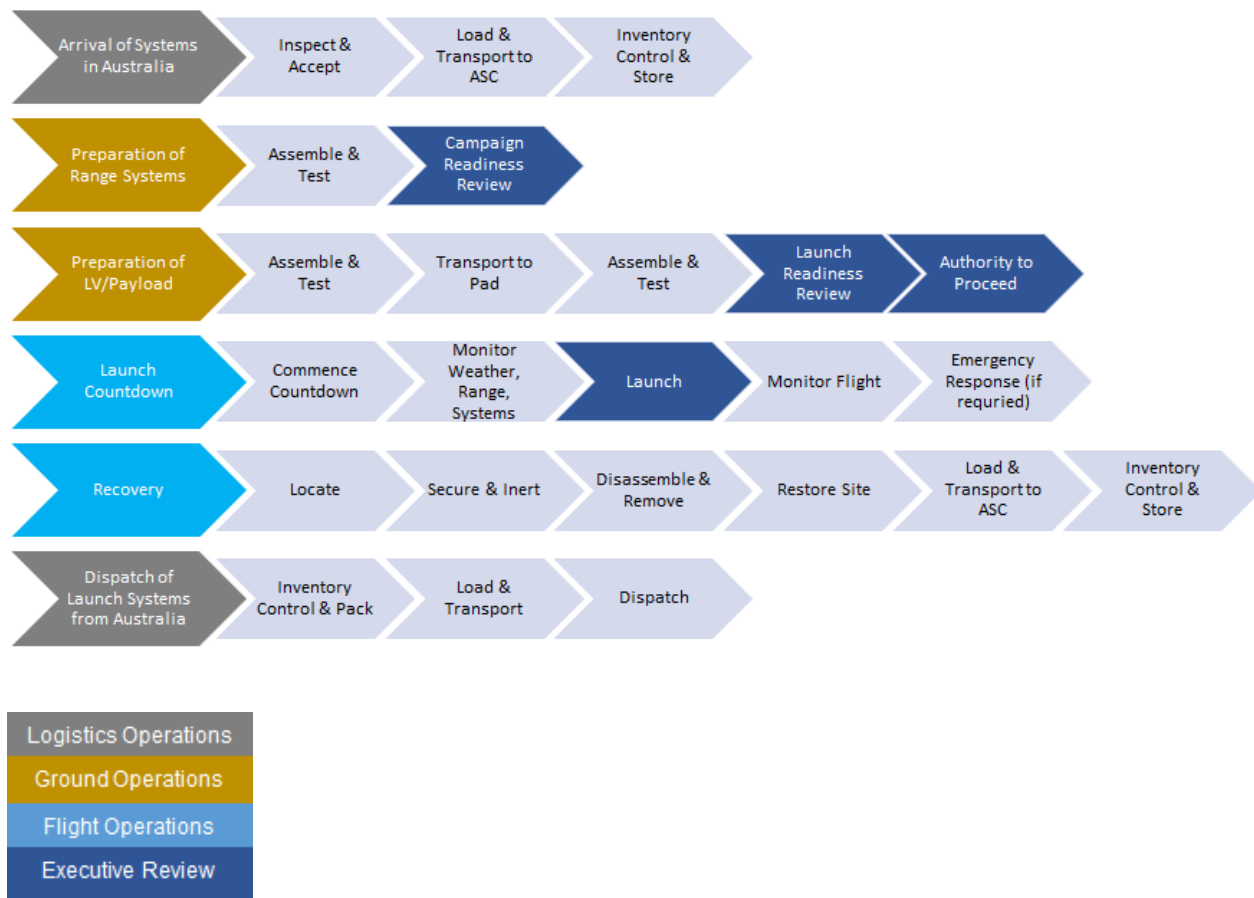 Arrival of Systems
in Australia
Inspect &
Accept
Load &
Transport to
ASC
Inventory
Control &
Store
Preparation of
Range Systems
Assemble &
Test
Campaign
Readiness
Review
Preparation of
LV/Payload
Assemble &
Test
Transport to
Pad
Assemble &
Test
Launch
Readiness
Review
Authority to
Proceed
Launch
Countdown
Commence
Countdown
Monitor
Weather,
Range,
Systems
Launch
Monitor Flight
Emergency
Response (if
requried)
Recovery
Locate
Secure & Inert
Disassemble &
Remove
Restore Site
Load &
Transport to
ASC
Inventory
Control &
Store
Dispatch of
Launch Systems
from Australia
Inventory
Control & Pack
Load &
Transport
Dispatch
Logistics Operations
Ground Operations
Flight Operations
Executive Review